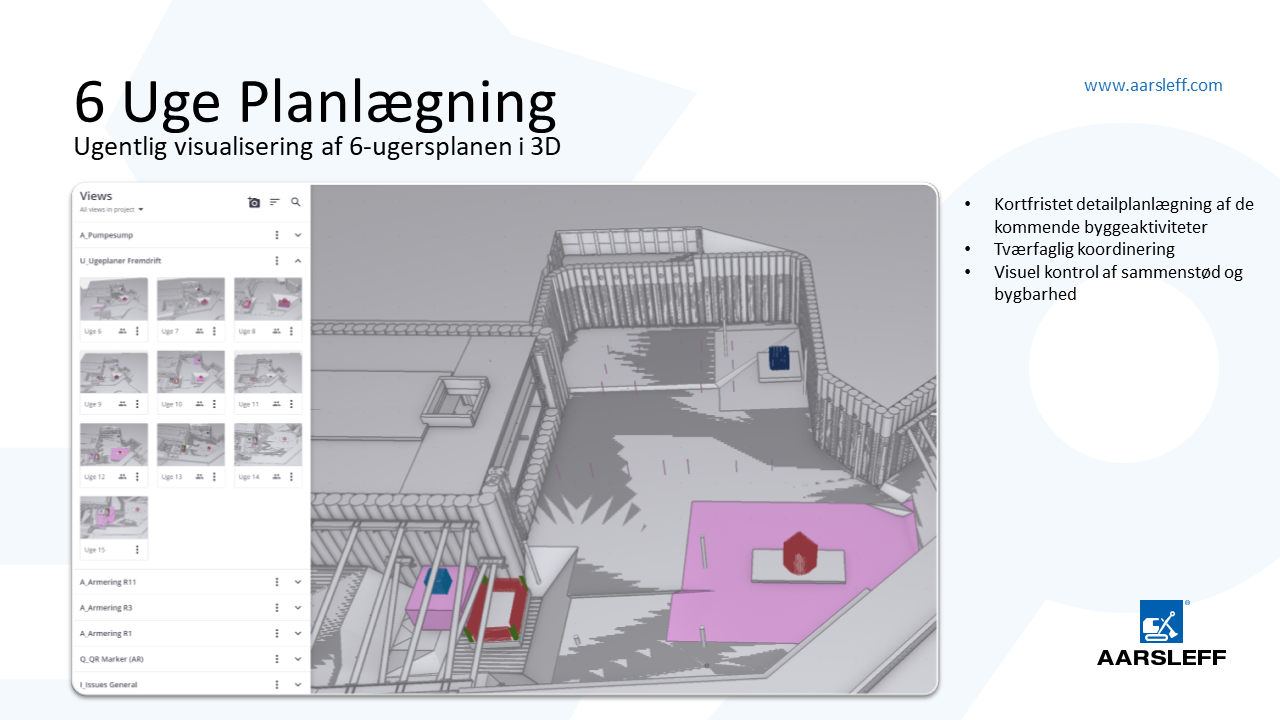 6 Uge Planlægning
Ugentlig visualisering af 6-ugersplanen i 3D
www.aarsleff.com
Views
All views in project
A_Pumpesump
U_Ugeplaner Fremdrift
Uge 6
Uge 7
Uge 8
Uge 9
Uge 10
Uge 11
Uge 12
Uge 13
Uge 14
Uge 15
A_Armering R11
A_Armering R3
A_Armering R1
Q_QR Marker (AR)
I_Issues General
• Kortfristet detailplanlægning af de
kommende byggeaktiviteter
• Tværfaglig koordinering
• Visuel kontrol af sammenstød og
bygbarhed
®
AARSLEFF